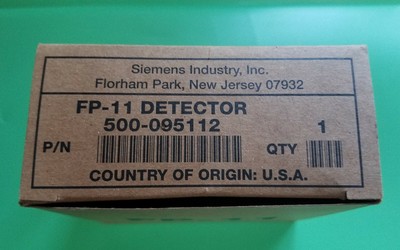 Siemens Industry, Inc.
Florham Park, New Jersey 07932
FP-11 DETECTOR
500-095112
1
P/N
QTY
COUNTRY OF ORIGIN: U.S.A.